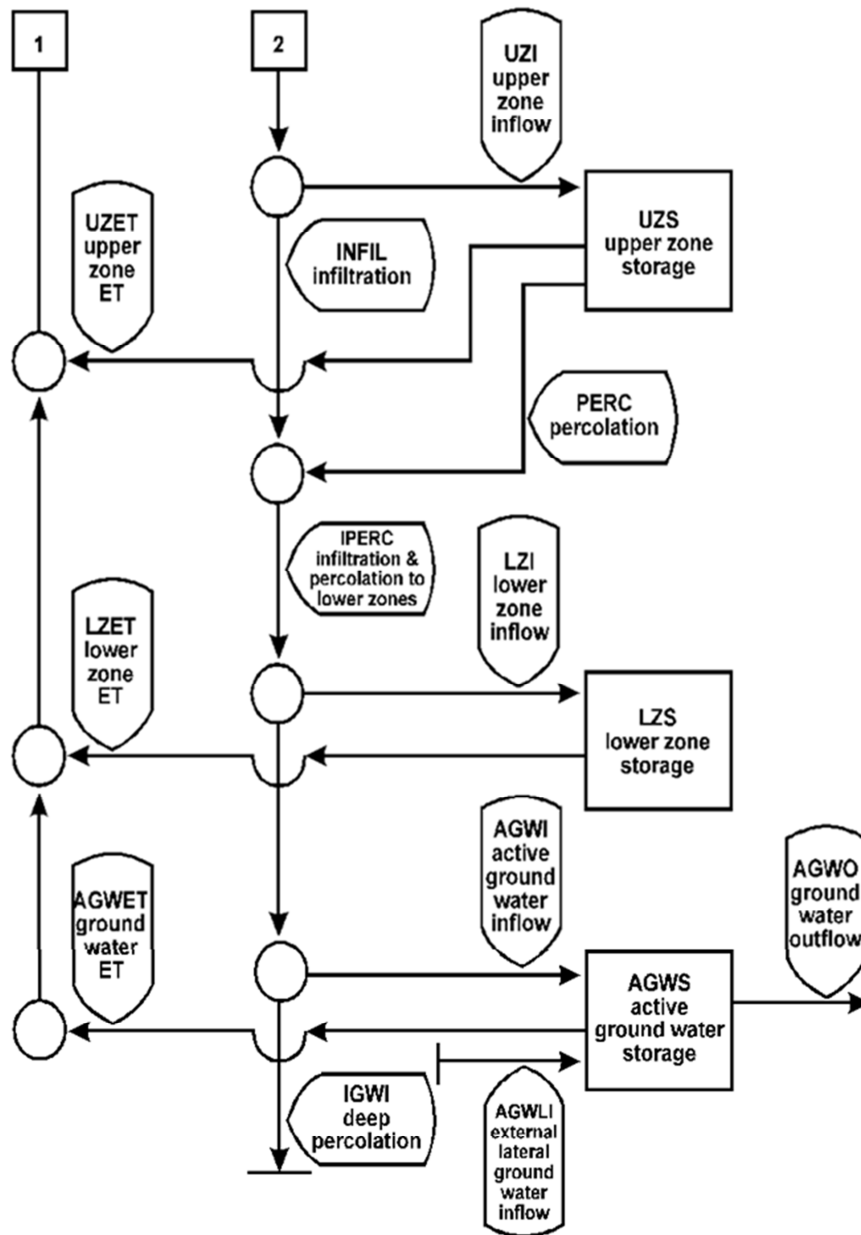 1
2
UZI
upper
zone
inflow
UZET
upper
zone
ET
INFIL
infiltration
UZS
upper zone
storage
PERC
percolation
IPERC
infiltration &
percolation to
lower zones
LZI
lower
zone
inflow
LZET
lower
zone
ET
LZS
lower zone
storage
AGWI
active
ground
water
inflow
AGWO
ground
water
outflow
AGWET
ground
water
ET
AGWS
active
ground water
storage
IGWI
deep
percolation
AGWLI
external
lateral
ground
water
inflow